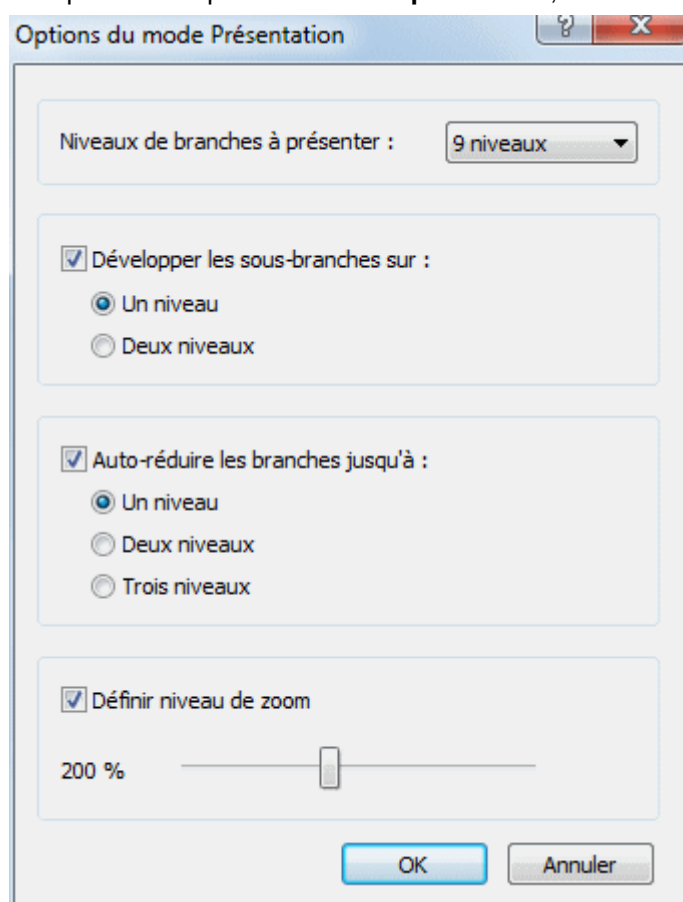 Options du mode Présentation
Niveaux de branches à présenter : 9 niveaux
Développer les sous-branches sur :
Un niveau
Deux niveaux
Auto-réduire les branches jusqu'à :
Un niveau
Deux niveaux
Trois niveaux
Définir niveau de zoom
200 %
OK Annuler